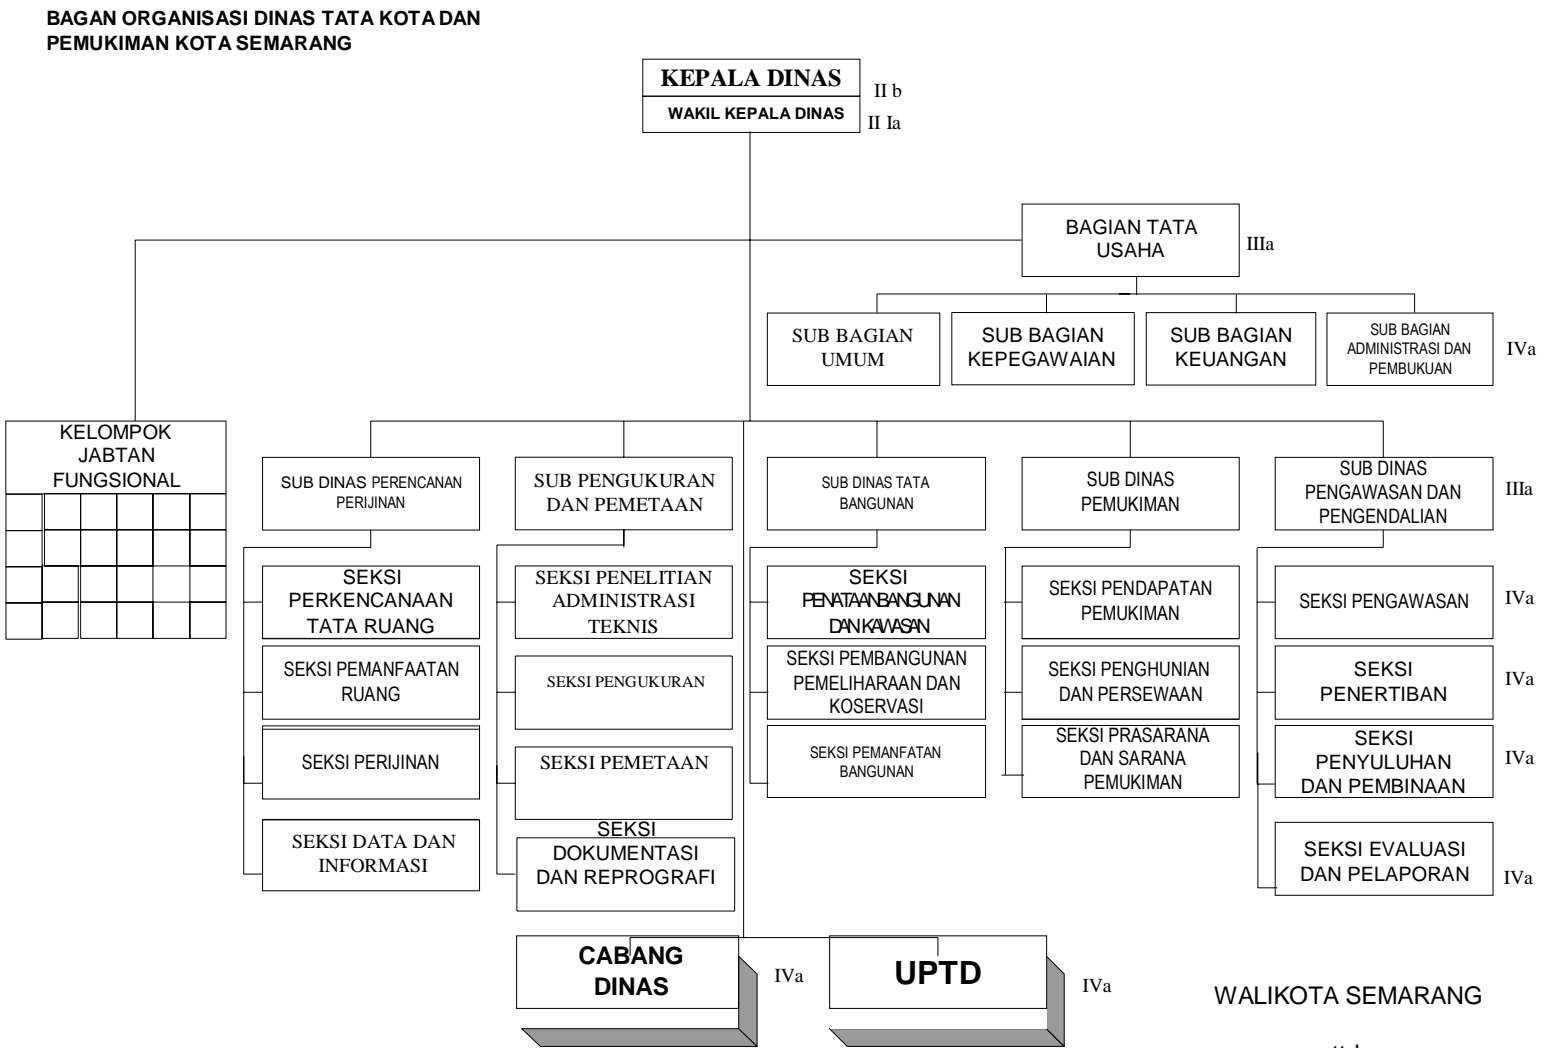 BAGAN ORGANISASI DINAS TATA KOTA DAN
PEMUKIMAN KOTA SEMARANG
KEPALA DINAS
II b
WAKIL KEPALA DINAS
II Ia
BAGIAN TATA
USAHA
IIIa
SUB BAGIAN
UMUM
SUB BAGIAN
KEPEGAWAIAN
SUB BAGIAN
KEUANGAN
SUB BAGIAN
ADMINISTRASI DAN
PEMBUKUAN
IVa
KELOMPOK
JABTAN
FUNGSIONAL
SUB DINAS PERENCANAN
PERIJINAN
SUB PENGUKURAN
DAN PEMETAAN
SUB DINAS TATA
BANGUNAN
SUB DINAS
PEMUKIMAN
SUB DINAS
PENGAWASAN DAN
PENGENDALIAN
IIIa
SEKSI
PERKENCANAAN
TATA RUANG
SEKSI PENELITIAN
ADMINISTRASI
TEKNIS
SEKSI
PENATAAN BANGUNAN
DAN KAWASAN
SEKSI PENDAPATAN
PEMUKIMAN
SEKSI PENGAWASAN
IVa
SEKSI PEMANFAATAN
RUANG
SEKSI PENGUKURAN
SEKSI PEMBANGUNAN
PEMELIHARAAN DAN
KOSERVASI
SEKSI PENGHUNIAN
DAN PERSEWAAN
SEKSI
PENERTIBAN
IVa
SEKSI PERIJINAN
SEKSI PEMETAAN
SEKSI PEMANFATAN
BANGUNAN
SEKSI PRASARANA
DAN SARANA
PEMUKIMAN
SEKSI
PENYULUHAN
DAN PEMBINAAN
IVa
SEKSI DATA DAN
INFORMASI
SEKSI
DOKUMENTASI
DAN REPROGRAFI
SEKSI EVALUASI
DAN PELAPORAN
IVa
CABANG
DINAS
IVa
UPTD
IVa
WALIKOTA SEMARANG